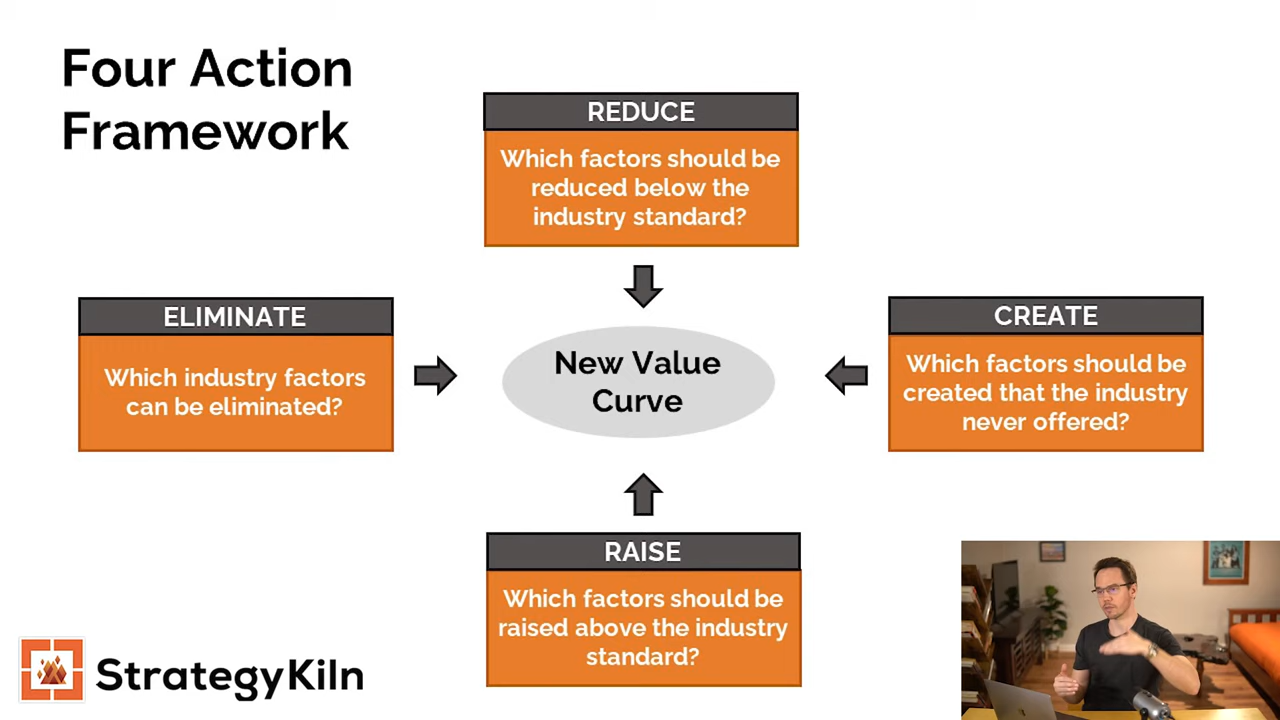 Four Action
Framework
REDUCE
Which factors should be
reduced below the
industry standard?
ELIMINATE
Which industry factors
can be eliminated?
New Value
Curve
CREATE
Which factors should be
created that the industry
never offered?
RAISE
Which factors should be
raised above the industry
standard?
StrategyKiln